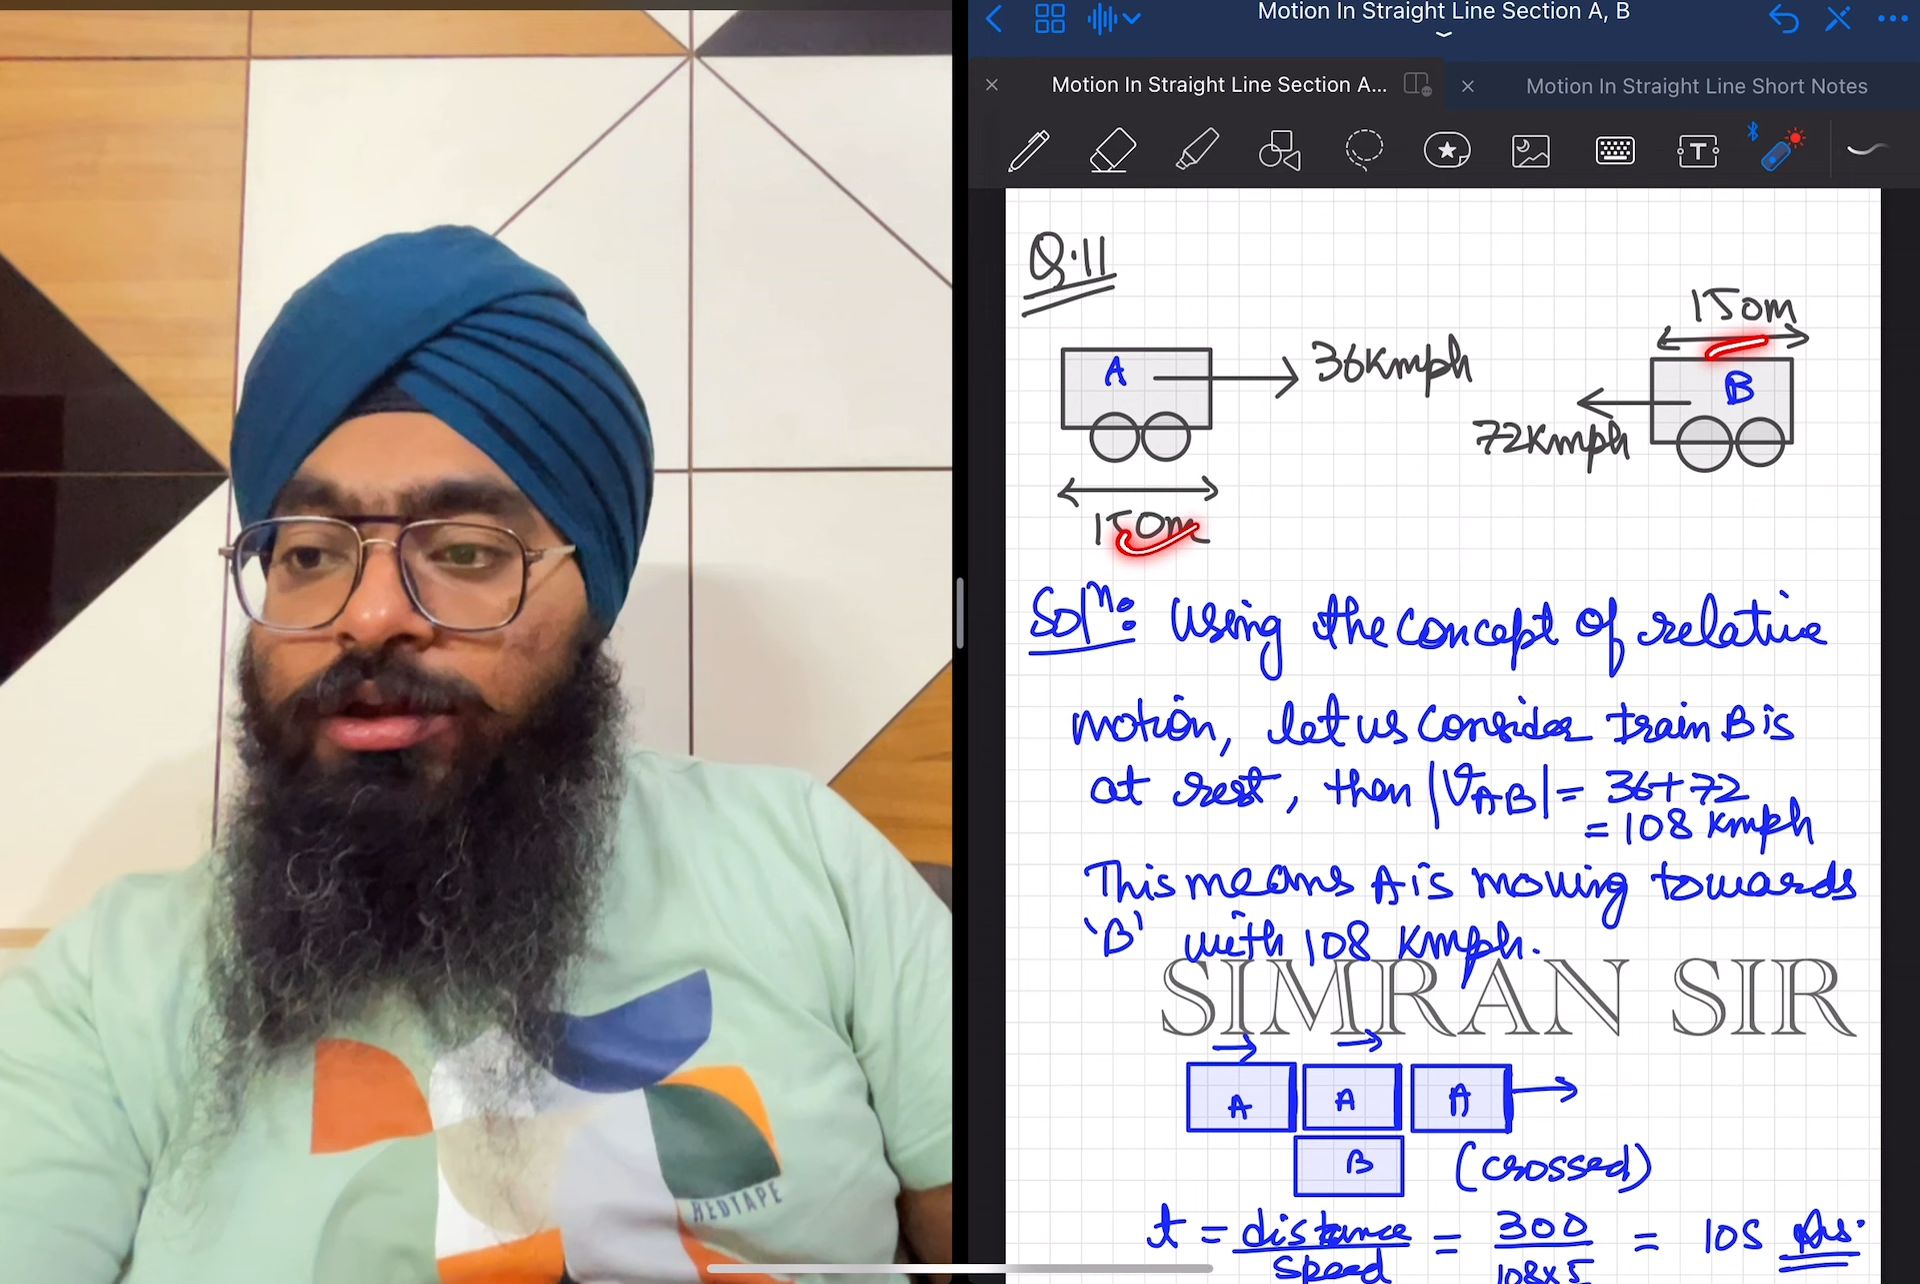 Motion In Straight Line Section A, B
Motion In Straight Line Section A...
Motion In Straight Line Short Notes
T
Q.11
150m
A
36Kmph
B
72Kmph
150m
Solⁿ: Using the concept of relative
motion, let us consider train B is
at rest, then |VAB| = 36+72
= 108 Kmph
This means A is moving towards
'B' with 108 Kmph.
SIMRAN SIR
A A A
B (crossed)
t = distance/speed = 300/108×5 = 10s Ans.
REDTAPE